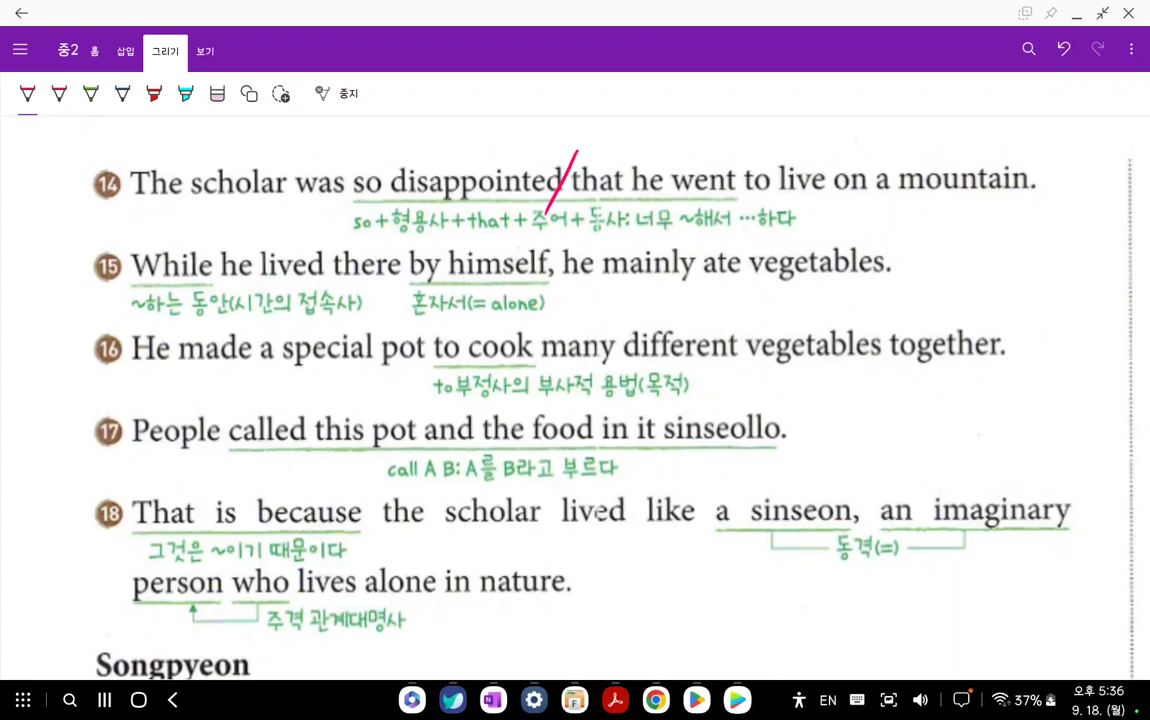 중2 홈 삽입 그리기 보기
중지
14 The scholar was so disappointed that he went to live on a mountain.
so+형용사+that+주어+동사: 너무 ~해서 …하다
15 While he lived there by himself, he mainly ate vegetables.
~하는 동안(시간의 접속사) 혼자서(= alone)
16 He made a special pot to cook many different vegetables together.
to부정사의 부사적 용법(목적)
17 People called this pot and the food in it sinseollo.
call A B: A를 B라고 부르다
18 That is because the scholar lived like a sinseon, an imaginary
그것은 ~이기 때문이다 동격(=)
person who lives alone in nature.
주격 관계대명사
Songpyeon
EN 37% 오후 5:36
9. 18. (월)